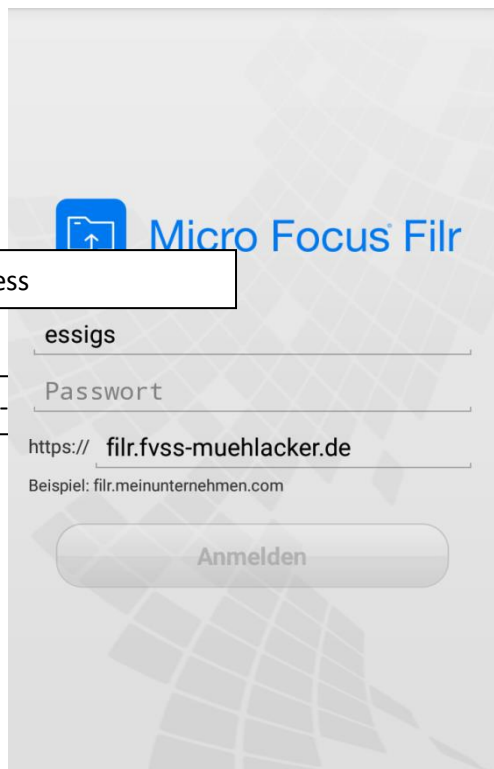 Micro Focus Filr
ess
essigs
Passwort
-
https:// filr.fvss-muehlacker.de
Beispiel: filr.meinunternehmen.com
Anmelden